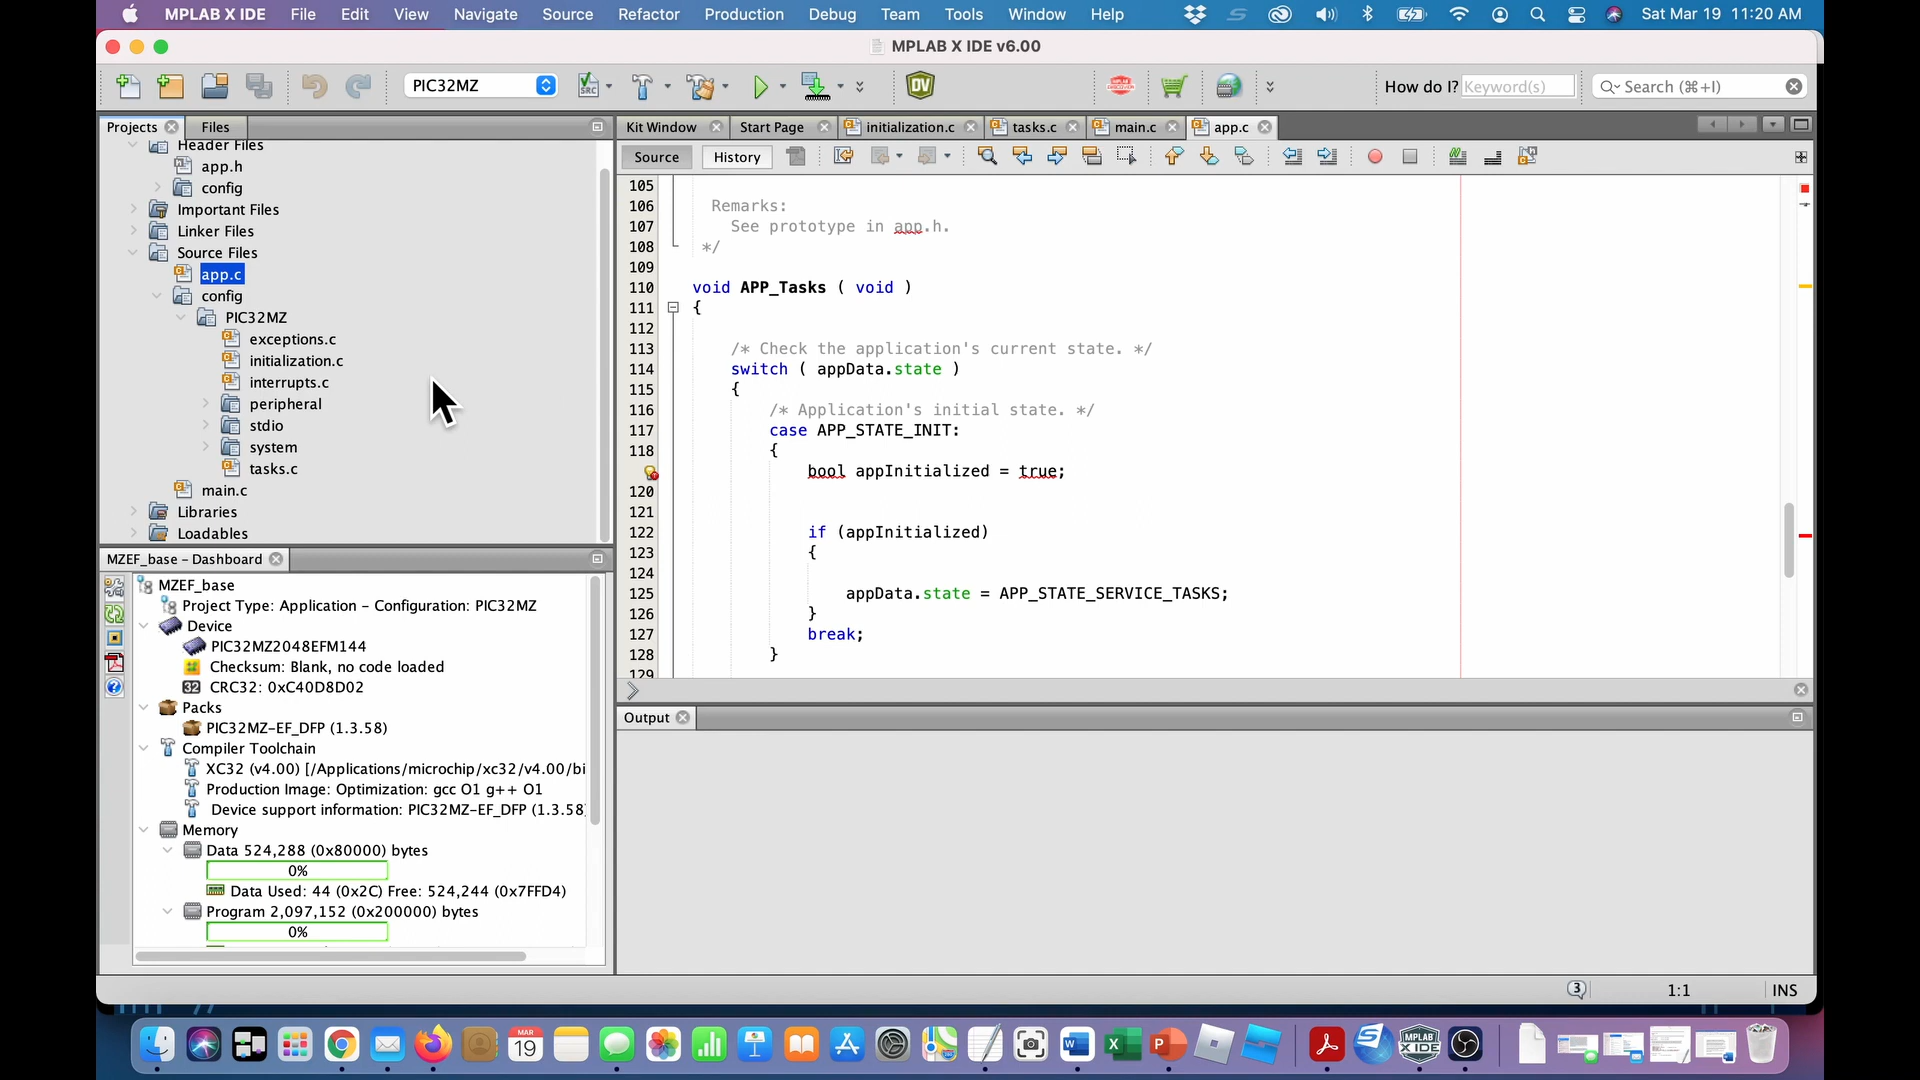 MPLAB X IDE File Edit View Navigate Source Refactor Production Debug Team Tools Window Help Sat Mar 19 11:20 AM
MPLAB X IDE v6.00
PIC32MZ
SRC
DV
How do I? Keyword(s)
Search (⌘+I)
Projects Files
Kit Window Start Page initialization.c tasks.c main.c app.c
Source History
Header Files
app.h
config
Important Files
Linker Files
Source Files
app.c
config
PIC32MZ
exceptions.c
initialization.c
interrupts.c
peripheral
stdio
system
tasks.c
main.c
Libraries
Loadables
105
106 Remarks:
107 See prototype in app.h.
108 */
109
110 void APP_Tasks ( void )
111 {
112
113 /* Check the application's current state. */
114 switch ( appData.state )
115 {
116 /* Application's initial state. */
117 case APP_STATE_INIT:
118 {
bool appInitialized = true;
120
121
122 if (appInitialized)
123 {
124
125 appData.state = APP_STATE_SERVICE_TASKS;
126 }
127 break;
128 }
129
MZEF_base - Dashboard
MZEF_base
Project Type: Application - Configuration: PIC32MZ
Device
PIC32MZ2048EFM144
Checksum: Blank, no code loaded
32 CRC32: 0xC40D8D02
Packs
PIC32MZ-EF_DFP (1.3.58)
Compiler Toolchain
XC32 (v4.00) [/Applications/microchip/xc32/v4.00/bi
Production Image: Optimization: gcc O1 g++ O1
Device support information: PIC32MZ-EF_DFP (1.3.58)
Memory
Data 524,288 (0x80000) bytes
0%
Data Used: 44 (0x2C) Free: 524,244 (0x7FFD4)
Program 2,097,152 (0x200000) bytes
0%
Output
3 1:1 INS
MAR
19
W X P
MPLAB
X IDE